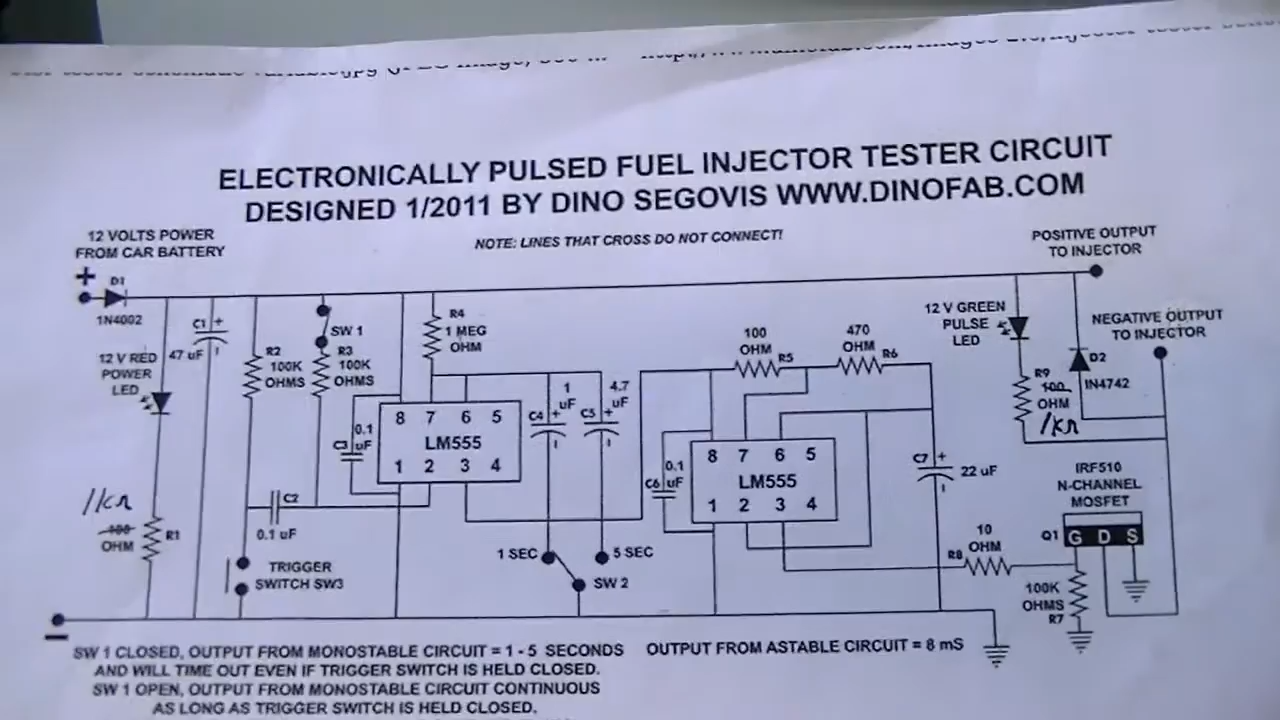 ELECTRONICALLY PULSED FUEL INJECTOR TESTER CIRCUIT
DESIGNED 1/2011 BY DINO SEGOVIS WWW.DINOFAB.COM
NOTE: LINES THAT CROSS DO NOT CONNECT!
12 VOLTS POWER
FROM CAR BATTERY
+
D1
1N4002
12 V RED
POWER
LED
C1 +
47 uF
R2
100K
OHMS
SW 1
R3
100K
OHMS
R4
1 MEG
OHM
1KΩ
100
OHM
R1
C2
0.1 uF
TRIGGER
SWITCH SW3
0.1
C3 uF
8 7 6 5
LM555
1 2 3 4
1
uF
C4 +
4.7
uF
C5 +
1 SEC
5 SEC
SW 2
100
OHM
R5
470
OHM
R6
0.1
C6 uF
8 7 6 5
LM555
1 2 3 4
C7 +
22 uF
10
OHM
R8
12 V GREEN
PULSE
LED
POSITIVE OUTPUT
TO INJECTOR
NEGATIVE OUTPUT
TO INJECTOR
D2
IN4742
R9
100
OHM
1KΩ
IRF510
N-CHANNEL
MOSFET
Q1 G D S
100K
OHMS
R7
SW 1 CLOSED, OUTPUT FROM MONOSTABLE CIRCUIT = 1 - 5 SECONDS
AND WILL TIME OUT EVEN IF TRIGGER SWITCH IS HELD CLOSED.
SW 1 OPEN, OUTPUT FROM MONOSTABLE CIRCUIT CONTINUOUS
AS LONG AS TRIGGER SWITCH IS HELD CLOSED.
OUTPUT FROM ASTABLE CIRCUIT = 8 mS